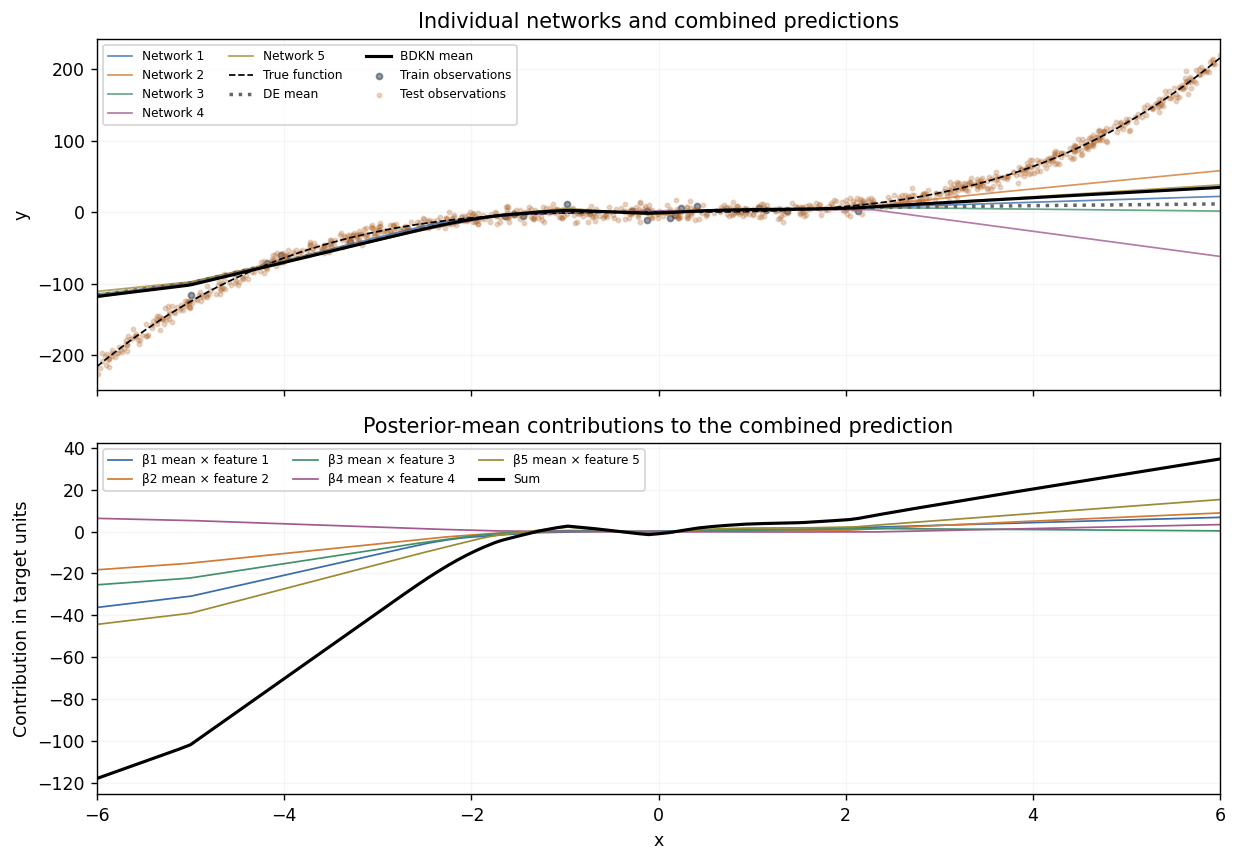 Individual networks and combined predictions
Network 1
Network 2
Network 3
Network 4
Network 5
True function
DE mean
BDKN mean
Train observations
Test observations
200
100
0
−100
−200
y
Posterior-mean contributions to the combined prediction
β1 mean × feature 1
β2 mean × feature 2
β3 mean × feature 3
β4 mean × feature 4
β5 mean × feature 5
Sum
40
20
0
−20
−40
−60
−80
−100
−120
Contribution in target units
−6 −4 −2 0 2 4 6
x